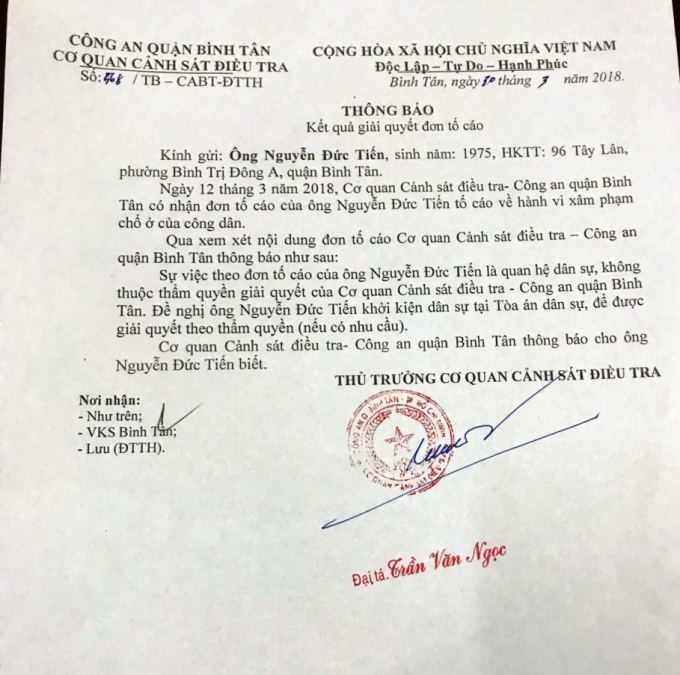 CÔNG AN QUẬN BÌNH TÂN
CƠ QUAN CẢNH SÁT ĐIỀU TRA
Số: 768 / TB – CABT-ĐTTH
CỘNG HÒA XÃ HỘI CHỦ NGHĨA VIỆT NAM
Độc Lập – Tự Do – Hạnh Phúc
Bình Tân, ngày 20 tháng 3 năm 2018.
THÔNG BÁO
Kết quả giải quyết đơn tố cáo
Kính gửi: Ông Nguyễn Đức Tiến, sinh năm: 1975, HKTT: 96 Tây Lân,
phường Bình Trị Đông A, quận Bình Tân.
Ngày 12 tháng 3 năm 2018, Cơ quan Cảnh sát điều tra- Công an quận Bình
Tân có nhận đơn tố cáo của ông Nguyễn Đức Tiến tố cáo về hành vi xâm phạm
chổ ở của công dân.
Qua xem xét nội dung đơn tố cáo Cơ quan Cảnh sát điều tra – Công an
quận Bình Tân thông báo như sau:
Sự việc theo đơn tố cáo của ông Nguyễn Đức Tiến là quan hệ dân sự, không
thuộc thẩm quyền giải quyết của Cơ quan Cảnh sát điều tra - Công an quận Bình
Tân. Đề nghị ông Nguyễn Đức Tiến khởi kiện dân sự tại Tòa án dân sự, để được
giải quyết theo thẩm quyền (nếu có nhu cầu).
Cơ quan Cảnh sát điều tra- Công an quận Bình Tân thông báo cho ông
Nguyễn Đức Tiến biết.
THỦ TRƯỞNG CƠ QUAN CẢNH SÁT ĐIỀU TRA
Nơi nhận:
- Như trên;
- VKS Bình Tân;
- Lưu (ĐTTH).
Đại tá. Trần Văn Ngọc